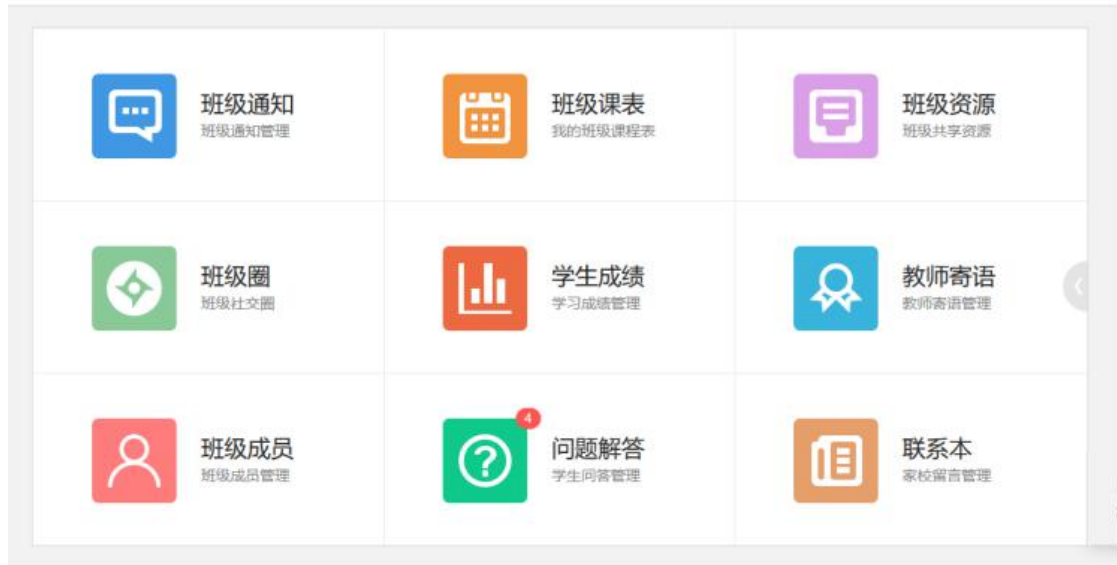 班级通知
班级通知管理
班级课表
我的班级课程表
班级资源
班级共享资源
班级圈
班级社交圈
学生成绩
学习成绩管理
教师寄语
教师寄语管理
班级成员
班级成员管理
4
问题解答
学生问答管理
联系本
家校留言管理